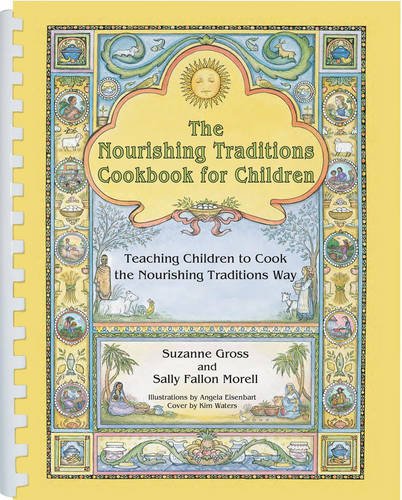 The
Nourishing Traditions
Cookbook for Children
Teaching Children to Cook
the Nourishing Traditions Way
Suzanne Gross
and
Sally Fallon Morell
Illustrations by Angela Eisenbart
Cover by Kim Waters